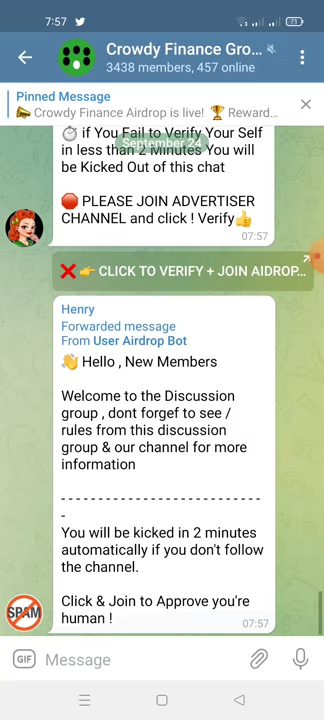 7:57
71
Crowdy Finance Gro...
3438 members, 457 online
Pinned Message
📣 Crowdy Finance Airdrop is live! 🏆 Reward...
⏱ if You Fail to Verify Your Self
in less than 2 Minutes You will
be Kicked Out of this chat
September 24
🛑 PLEASE JOIN ADVERTISER
CHANNEL and click ! Verify👍
07:57
❌ 👉 CLICK TO VERIFY + JOIN AIDROP...
Henry
Forwarded message
From User Airdrop Bot
👋 Hello , New Members
Welcome to the Discussion
group , dont forgef to see /
rules from this discussion
group & our channel for more
information
- - - - - - - - - - - - - - - - - - - - - - - - - - -
-
You will be kicked in 2 minutes
automatically if you don't follow
the channel.
Click & Join to Approve you're
human !
07:57
SPAM
GIF
Message